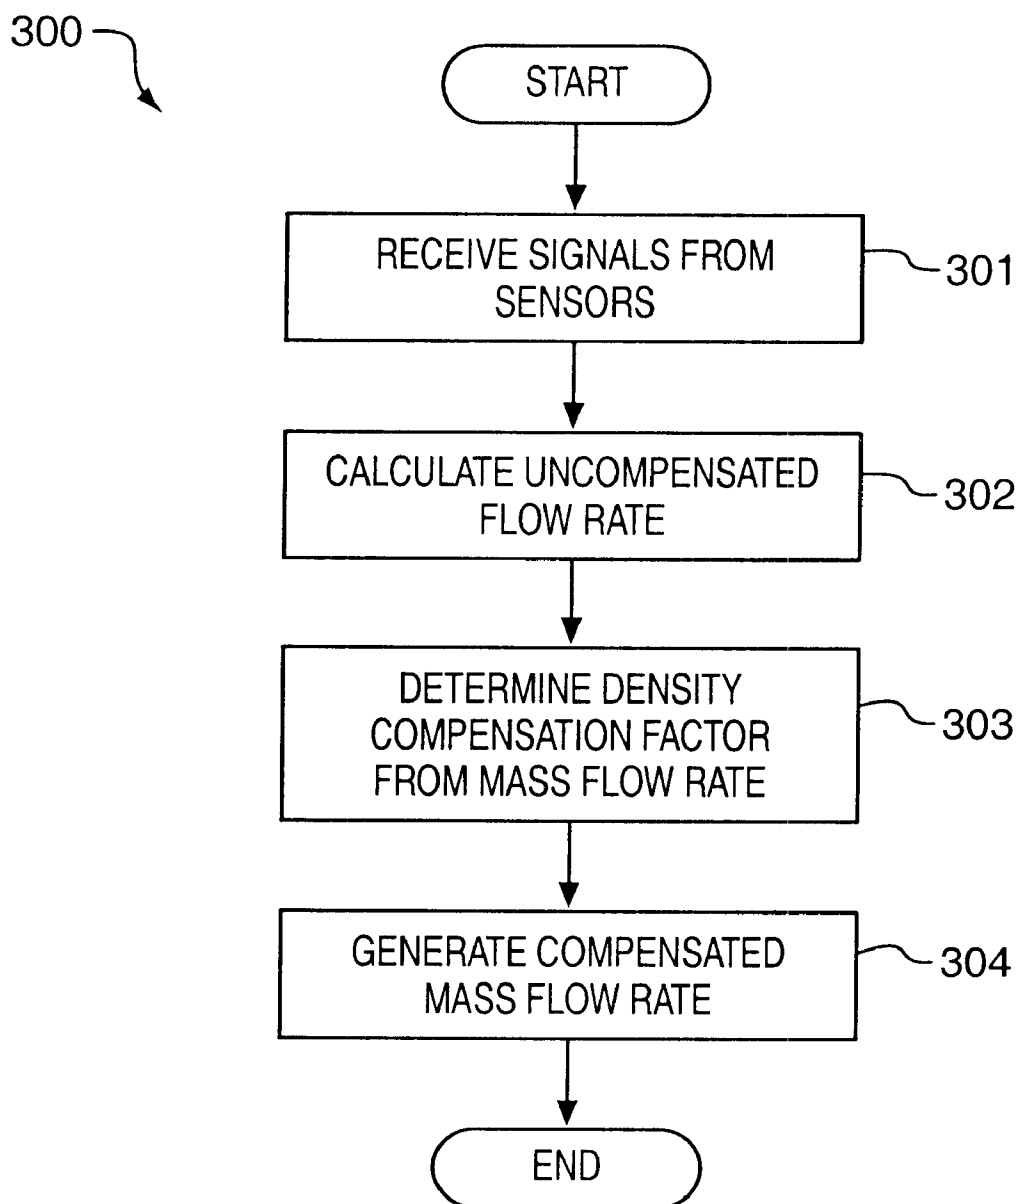 300
START
RECEIVE SIGNALS FROM
SENSORS
301
CALCULATE UNCOMPENSATED
FLOW RATE
302
DETERMINE DENSITY
COMPENSATION FACTOR
FROM MASS FLOW RATE
303
GENERATE COMPENSATED
MASS FLOW RATE
304
END